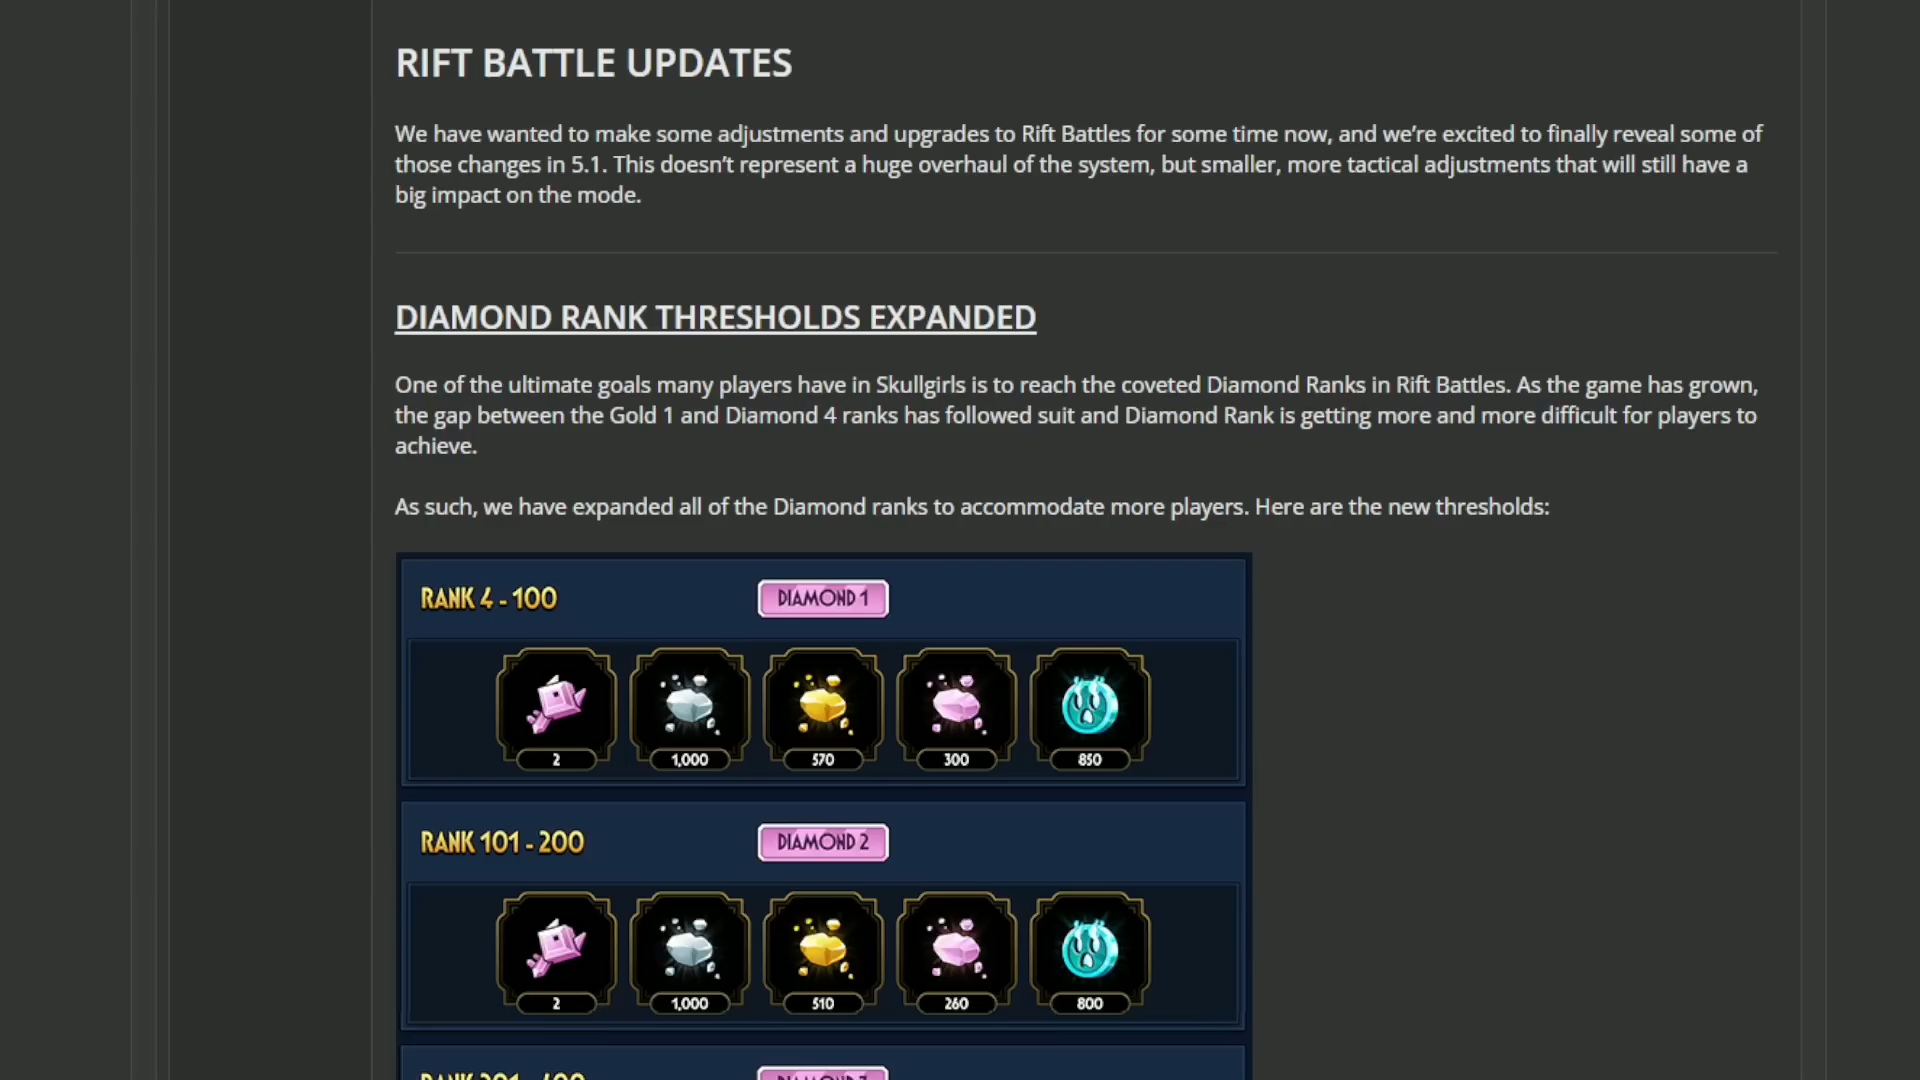 RIFT BATTLE UPDATES
We have wanted to make some adjustments and upgrades to Rift Battles for some time now, and we’re excited to finally reveal some of
those changes in 5.1. This doesn’t represent a huge overhaul of the system, but smaller, more tactical adjustments that will still have a
big impact on the mode.
DIAMOND RANK THRESHOLDS EXPANDED
One of the ultimate goals many players have in Skullgirls is to reach the coveted Diamond Ranks in Rift Battles. As the game has grown,
the gap between the Gold 1 and Diamond 4 ranks has followed suit and Diamond Rank is getting more and more difficult for players to
achieve.
As such, we have expanded all of the Diamond ranks to accommodate more players. Here are the new thresholds:
RANK 4 - 100 DIAMOND 1
2 1,000 570 300 850
RANK 101 - 200 DIAMOND 2
2 1,000 510 260 800